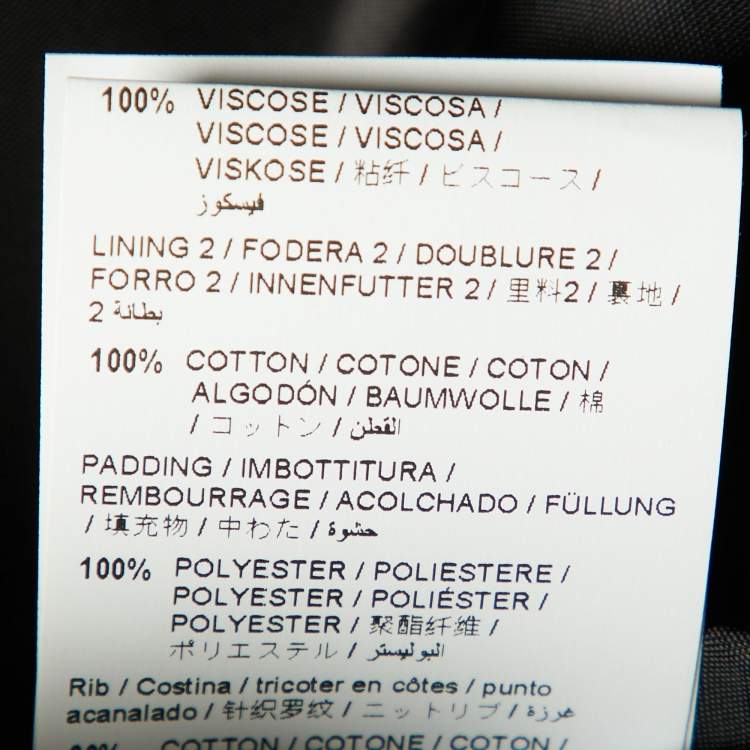 100% VISCOSE / VISCOSA /
VISCOSE / VISCOSA /
VISKOSE / 粘纤 / ビスコース /
فيسكوز
LINING 2 / FODERA 2 / DOUBLURE 2 /
FORRO 2 / INNENFUTTER 2 / 里料2 / 裏地 /
بطانة 2
100% COTTON / COTONE / COTON /
ALGODÓN / BAUMWOLLE / 棉
/ コットン / القطن
PADDING / IMBOTTITURA /
REMBOURRAGE / ACOLCHADO / FÜLLUNG
/ 填充物 / 中わた / حشوة
100% POLYESTER / POLIESTERE /
POLYESTER / POLIÉSTER /
POLYESTER / 聚酯纤维 /
ポリエステル / البوليستر
Rib / Costina / tricoter en côtes / punto
acanalado / 针织罗纹 / ニットリブ / غرزة
COTTON / COTONE / COTON /